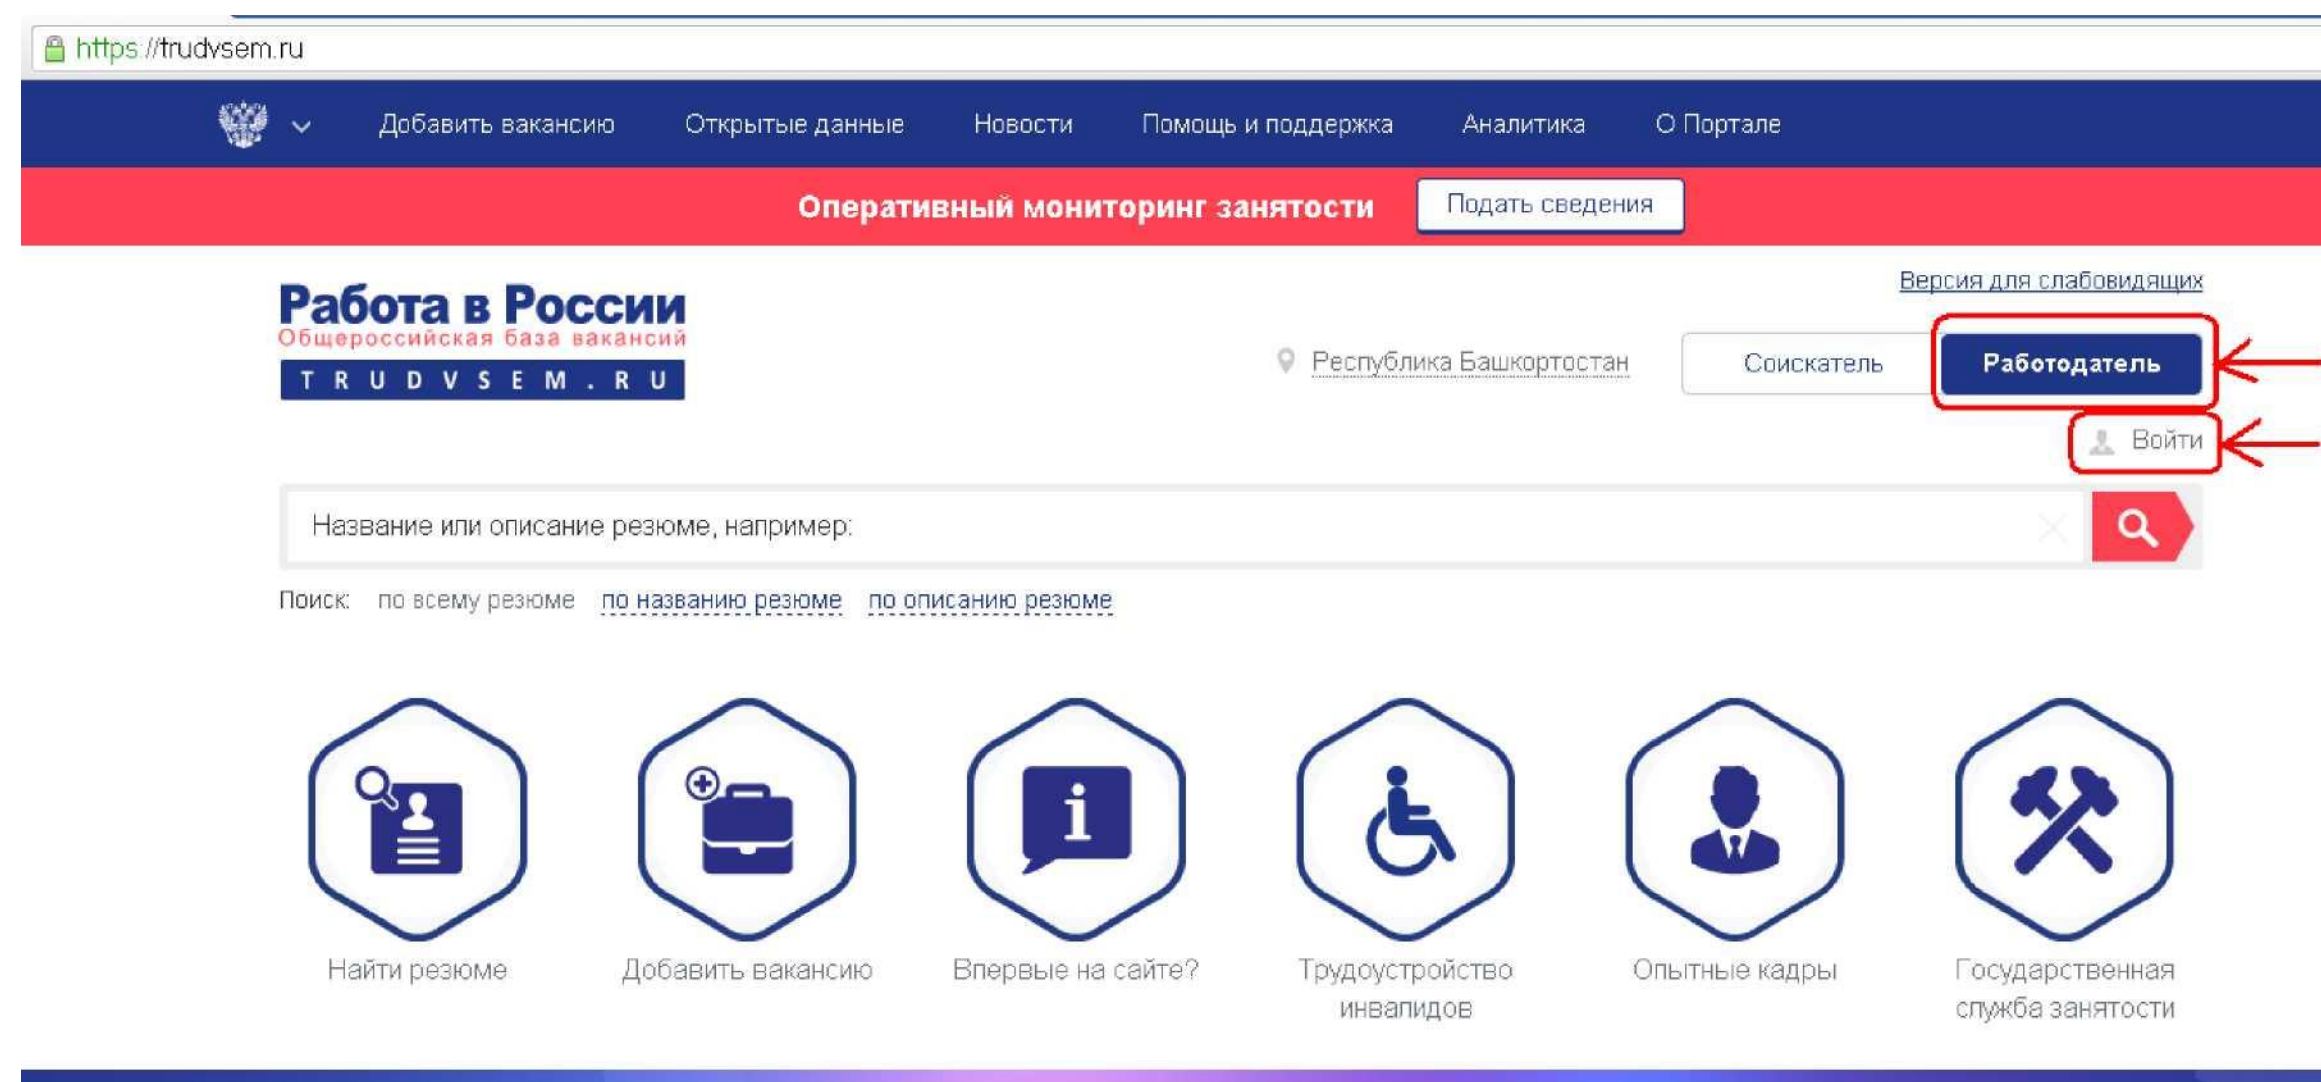 https://trudvsem.ru
Добавить вакансию Открытые данные Новости Помощь и поддержка Аналитика О Портале
Оперативный мониторинг занятости Подать сведения
Версия для слабовидящих
Работа в России
Общероссийская база вакансий
TRUDVSEM.RU
Республика Башкортостан Соискатель Работодатель
Войти
Название или описание резюме, например:
Поиск: по всему резюме по названию резюме по описанию резюме
Найти резюме Добавить вакансию Впервые на сайте? Трудоустройство инвалидов Опытные кадры Государственная служба занятости